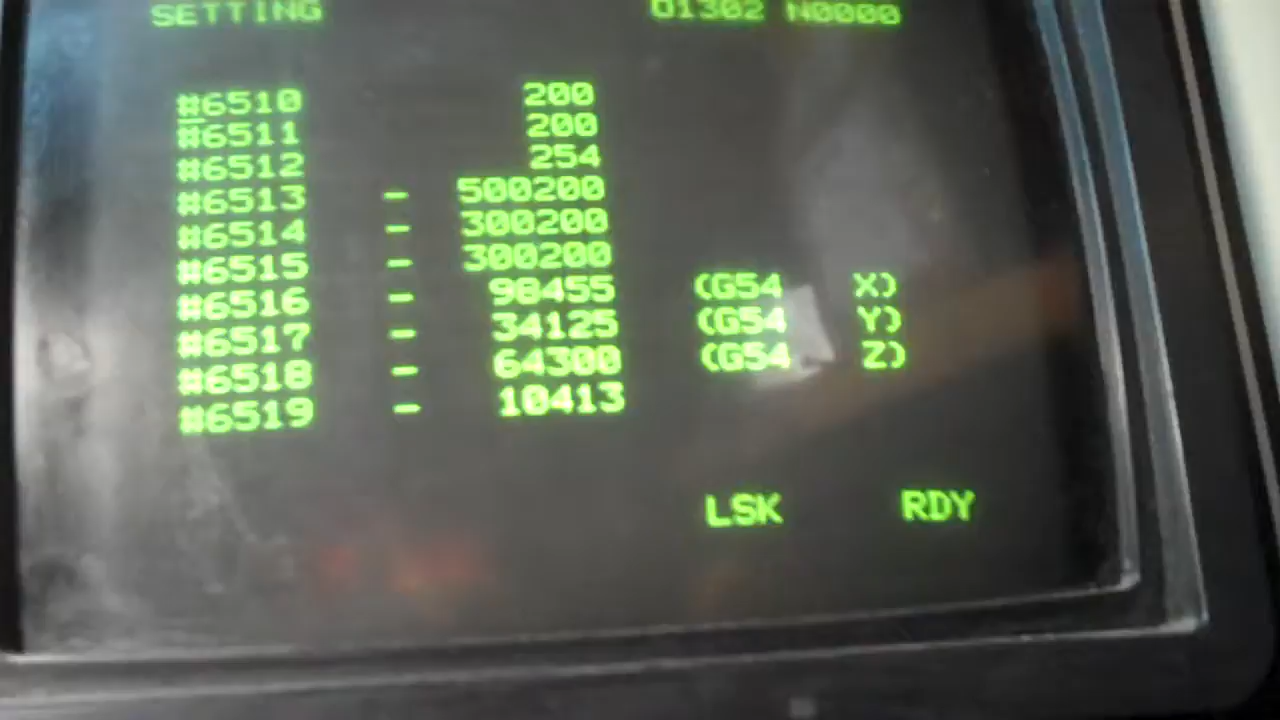 SETTING O1302 N0000
#6510 200
#6511 200
#6512 254
#6513 - 500200
#6514 - 300200
#6515 - 300200
#6516 - 98455 (G54 X)
#6517 - 34125 (G54 Y)
#6518 - 64300 (G54 Z)
#6519 - 10413
LSK RDY